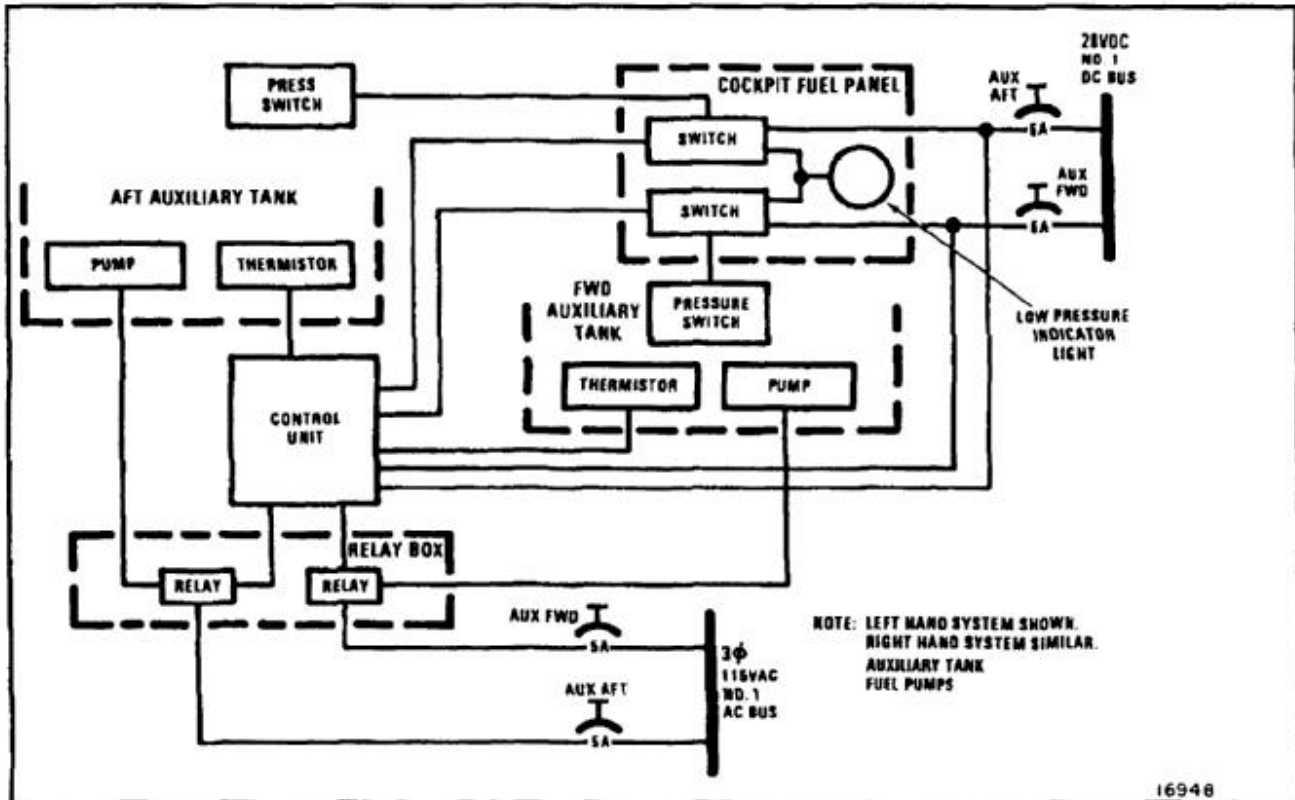 PRESS
SWITCH
COCKPIT FUEL PANEL
SWITCH
SWITCH
AUX
AFT
5A
AUX
FWD
5A
28VDC
NO. 1
DC BUS
AFT AUXILIARY TANK
PUMP
THERMISTOR
FWD
AUXILIARY
TANK
PRESSURE
SWITCH
THERMISTOR
PUMP
LOW PRESSURE
INDICATOR
LIGHT
CONTROL
UNIT
RELAY BOX
RELAY
RELAY
AUX FWD
5A
AUX AFT
5A
3ϕ
115VAC
NO. 1
AC BUS
NOTE: LEFT HAND SYSTEM SHOWN.
RIGHT HAND SYSTEM SIMILAR.
AUXILIARY TANK
FUEL PUMPS
16948